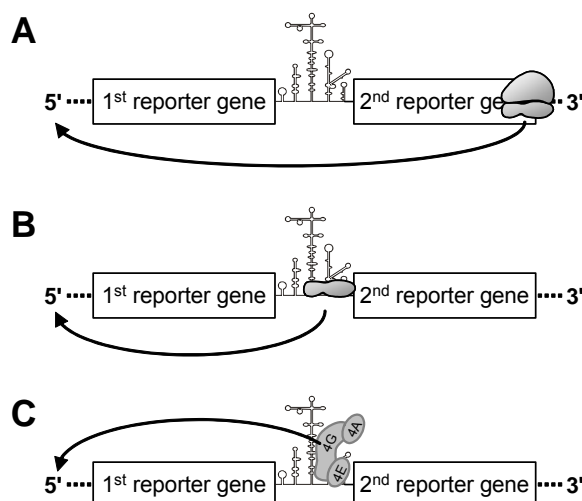 A
5' 1st reporter gene 2nd reporter gene 3'
B
5' 1st reporter gene 2nd reporter gene 3'
C
4G 4A
4E
5' 1st reporter gene 2nd reporter gene 3'